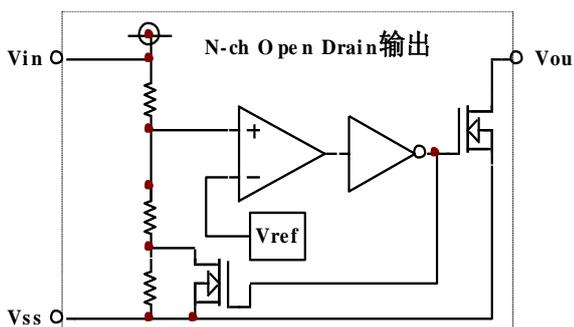 N-ch Open Drain输出
Vin
Vou
+
−
Vref
Vss